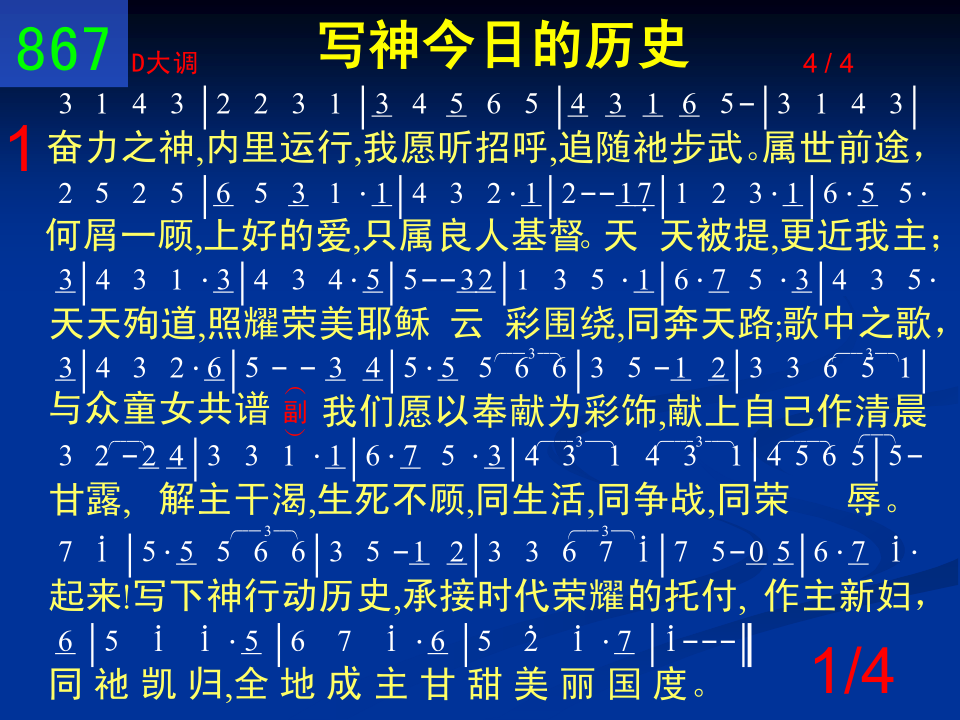 867 D大调 写神今日的历史 4/4
3 1 4 3|2 2 3 1|3 4 5 6 5|4 3 1 6 5-|3 1 4 3|
1 奋力之神,内里运行,我愿听招呼,追随祂步武。属世前途,
2 5 2 5|6 5 3 1·1|4 3 2·1|2--17|1 2 3·1|6·5 5·
何屑一顾,上好的爱,只属良人基督。天 天被提,更近我主;
3|4 3 1·3|4 3 4·5|5--32|1 3 5·1|6·7 5·3|4 3 5·
天天殉道,照耀荣美耶稣 云 彩围绕,同奔天路;歌中之歌,
3|4 3 2·6|5 - - 3 4|5·5 5 6 6|3 5-1 2|3 3 6 5 1|
与众童女共谱(副) 我们愿以奉献为彩饰,献上自己作清晨
3 2-2 4|3 3 1·1|6·7 5·3|4 3 1 4 3 1|4 5 6 5|5-
甘露, 解主干渴,生死不顾,同生活,同争战,同荣 辱。
7 i|5·5 5 6 6|3 5-1 2|3 3 6 7 i|7 5-0 5|6·7 i·
起来!写下神行动历史,承接时代荣耀的托付, 作主新妇,
6|5 i i·5|6 7 i·6|5 2 i·7|i---‖
同祂凯归,全地成主甘甜美丽国度。
1/4